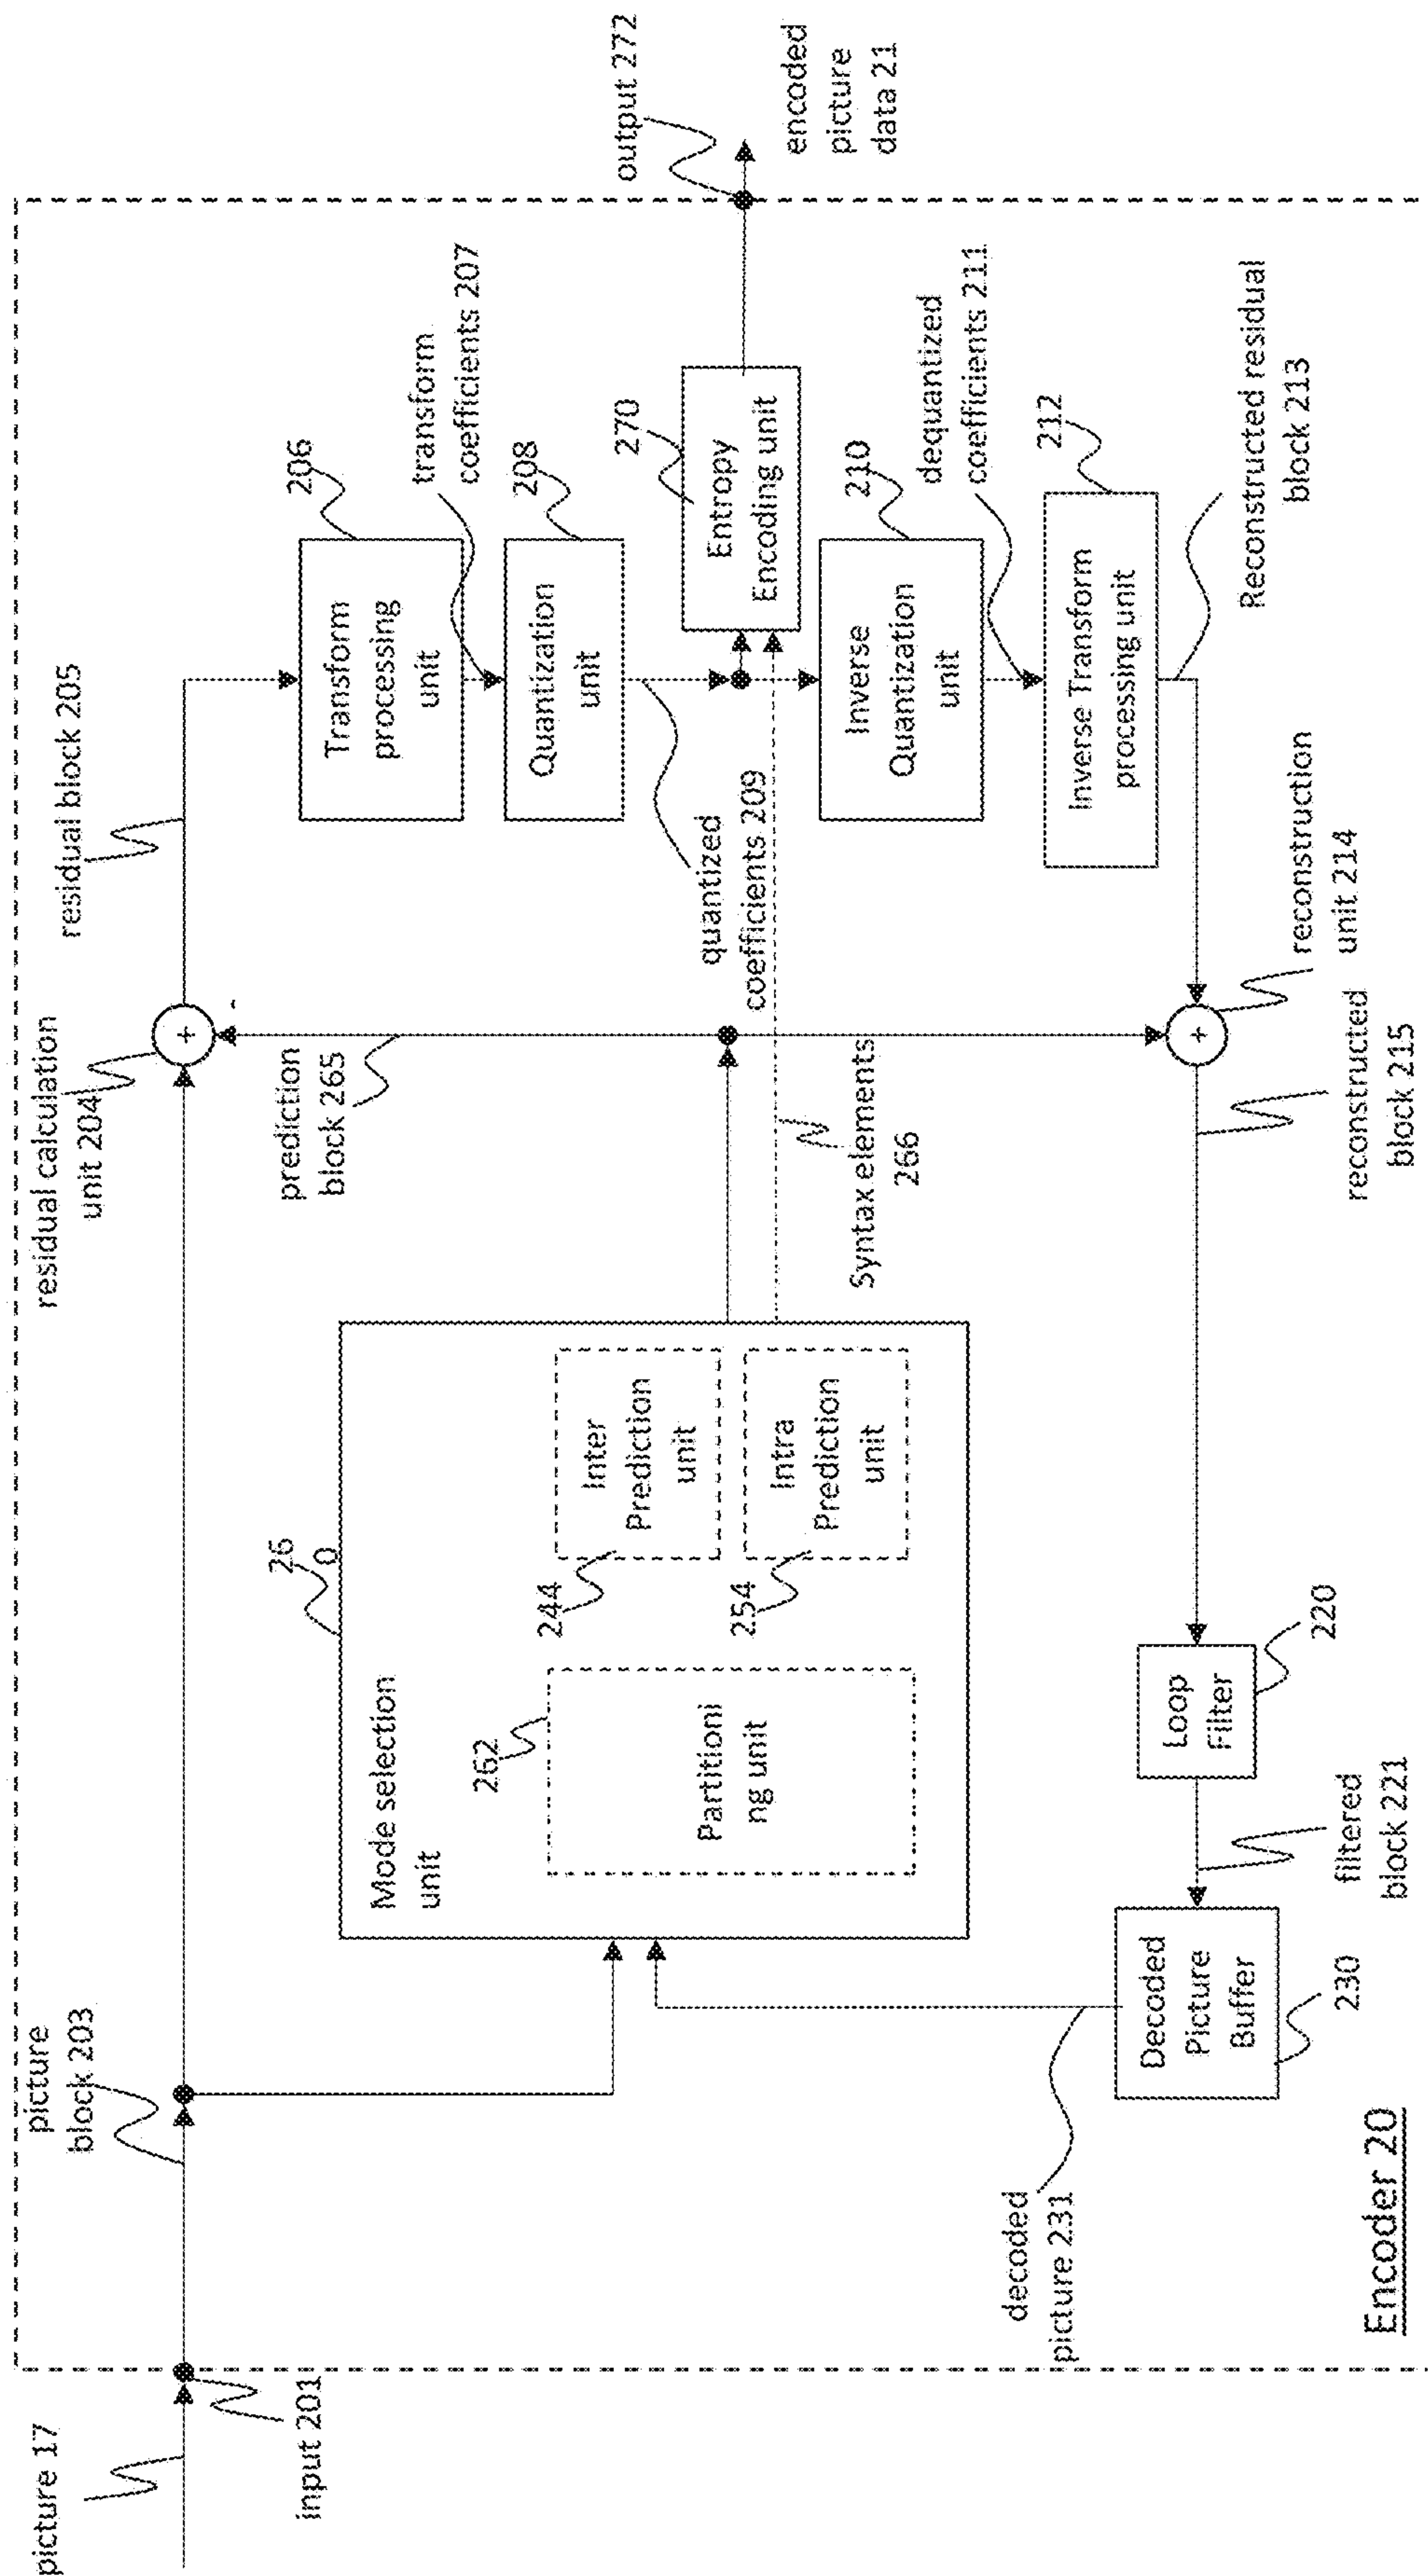 picture 17
input 201
picture
block 203
residual calculation
unit 204
residual block 205
+
-
prediction
block 265
Mode selection
unit
26
0
262
Partitioni
ng unit
244
Inter
Prediction
unit
254
Intra
Prediction
unit
206
Transform
processing
unit
transform
coefficients 207
208
Quantization
unit
quantized
coefficients 209
Syntax elements
266
270
Entropy
Encoding unit
output 272
encoded
picture
data 21
210
Inverse
Quantization
unit
dequantized
coefficients 211
212
Inverse Transform
processing unit
Reconstructed residual
block 213
+
reconstruction
unit 214
reconstructed
block 215
220
Loop
Filter
filtered
block 221
Decoded
Picture
Buffer
230
decoded
picture 231
Encoder 20